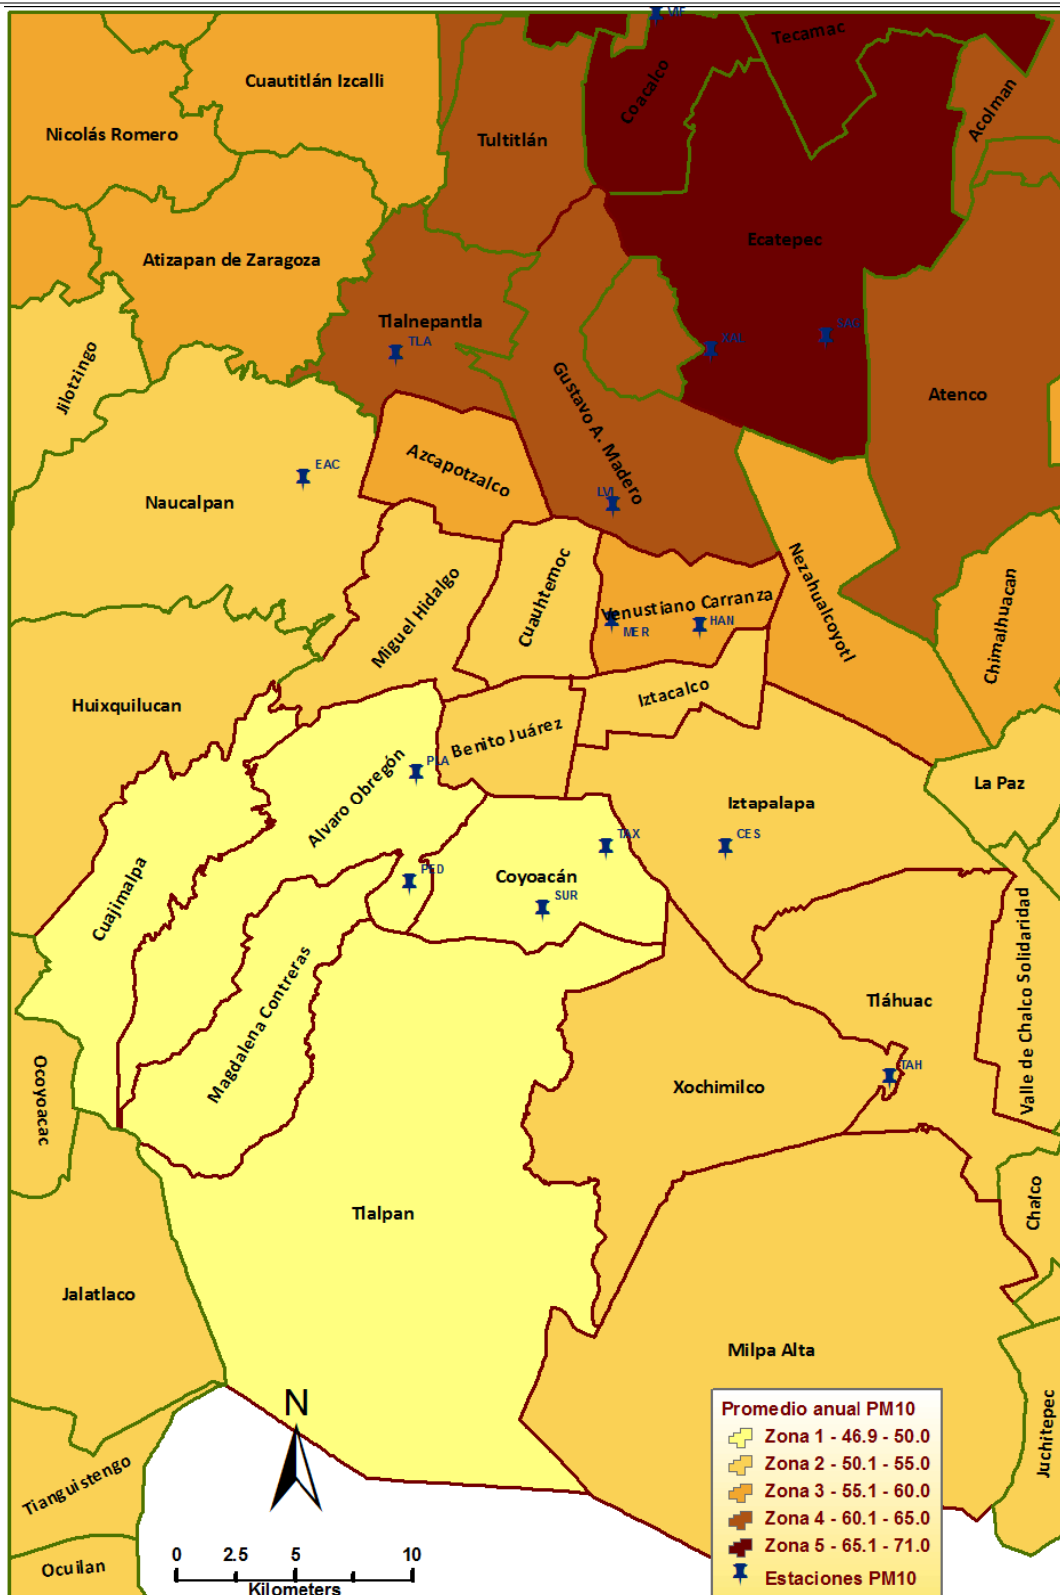 VIF
Tecamac
Coacalco
Cuautitlán Izcalli
Nicolás Romero
Tultitlán
Acolman
Ecatepec
Atizapan de Zaragoza
Tlalnepantla
TLA
XAL
SAG
Jilotzingo
Gustavo A. Madero
Atenco
Azcapotzalco
EAC
Naucalpan
LVI
Cuauhtemoc
Nezahualcoyotl
Miguel Hidalgo
Venustiano Carranza
MER
HAN
Chimalhuacan
Huixquilucan
Iztacalco
Benito Juárez
PLA
Alvaro Obregón
La Paz
Iztapalapa
TAX
CES
Cuajimalpa
PED
Coyoacán
SUR
Magdalena Contreras
Valle de Chalco Solidaridad
Tláhuac
TAH
Ocoyoacac
Xochimilco
Chalco
Tlalpan
Jalatlaco
Milpa Alta
Juchitepec
Tianguistengo
Ocuilan
N
0 2.5 5 10
Kilometers
Promedio anual PM10
Zona 1 - 46.9 - 50.0
Zona 2 - 50.1 - 55.0
Zona 3 - 55.1 - 60.0
Zona 4 - 60.1 - 65.0
Zona 5 - 65.1 - 71.0
Estaciones PM10